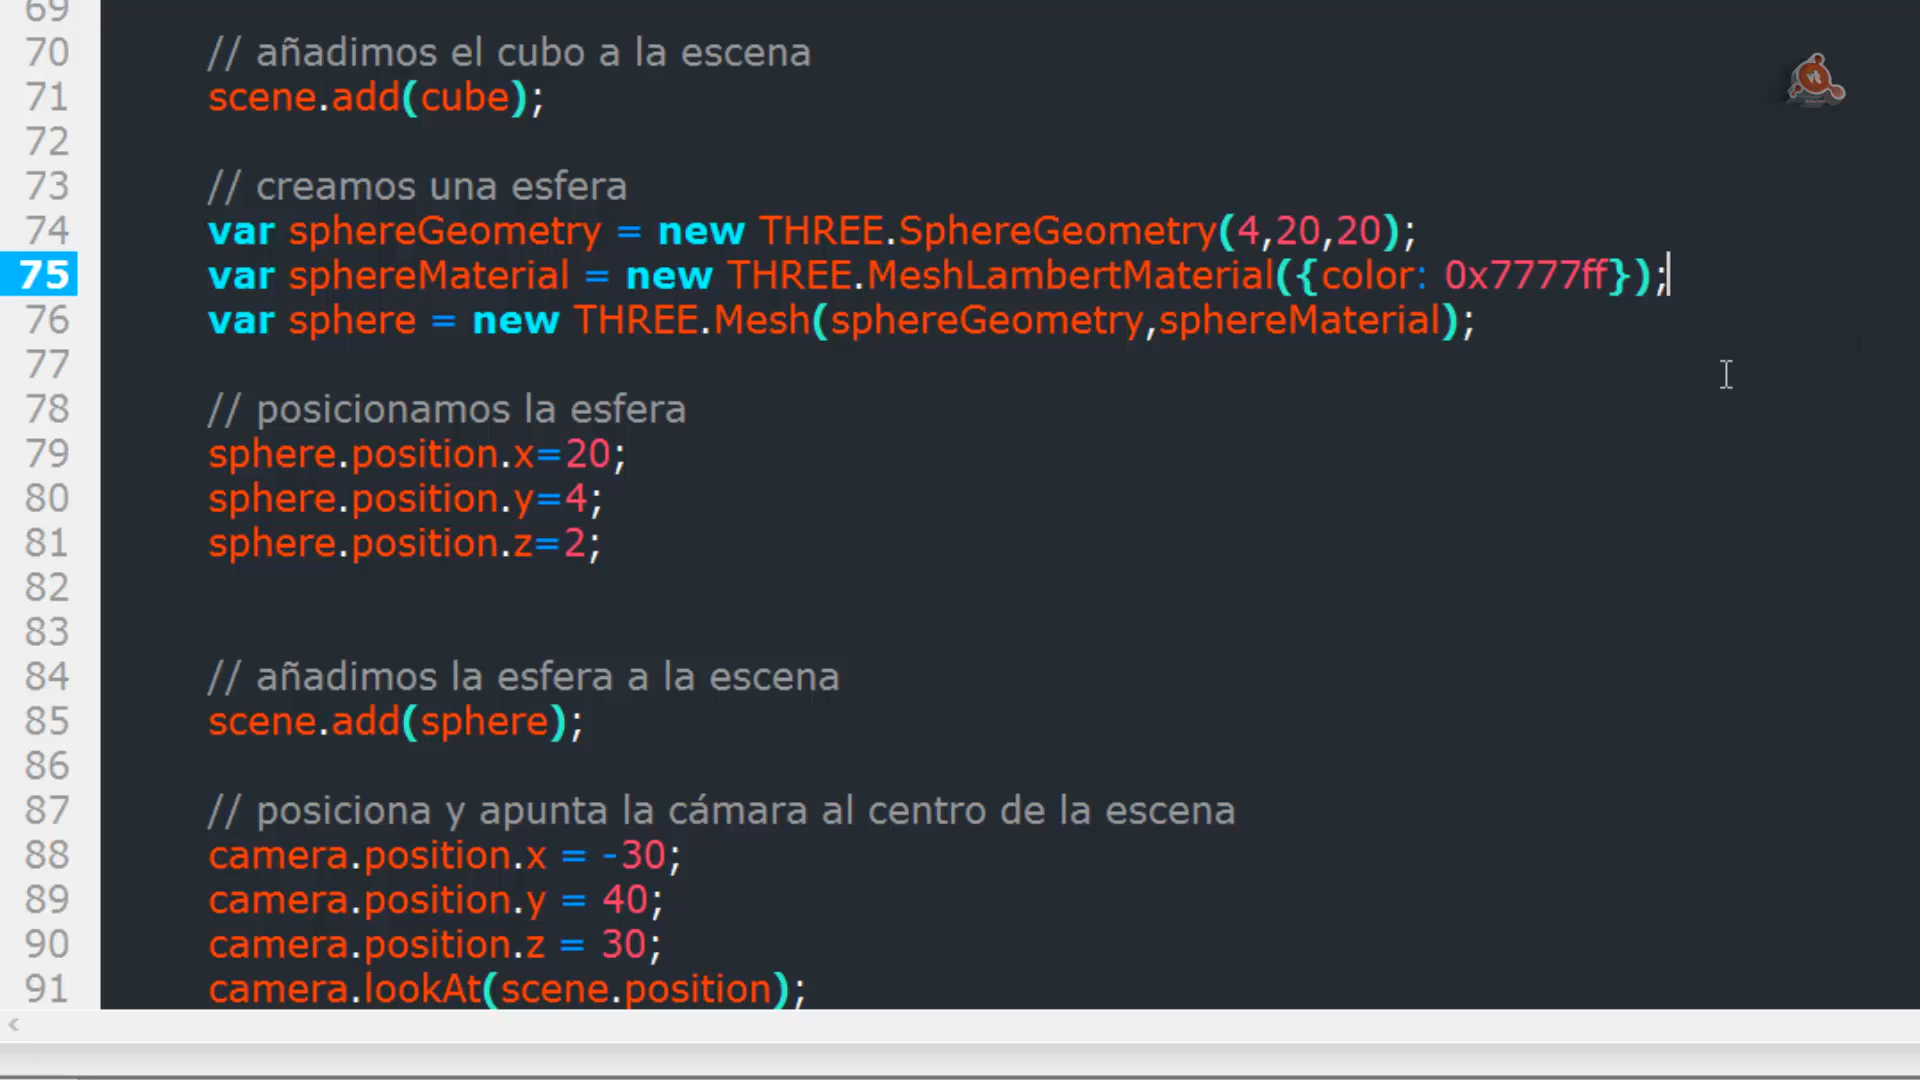 69
70 // añadimos el cubo a la escena
71 scene.add(cube);
72
73 // creamos una esfera
74 var sphereGeometry = new THREE.SphereGeometry(4,20,20);
75 var sphereMaterial = new THREE.MeshLambertMaterial({color: 0x7777ff});
76 var sphere = new THREE.Mesh(sphereGeometry,sphereMaterial);
77
78 // posicionamos la esfera
79 sphere.position.x=20;
80 sphere.position.y=4;
81 sphere.position.z=2;
82
83
84 // añadimos la esfera a la escena
85 scene.add(sphere);
86
87 // posiciona y apunta la cámara al centro de la escena
88 camera.position.x = -30;
89 camera.position.y = 40;
90 camera.position.z = 30;
91 camera.lookAt(scene.position);
vt